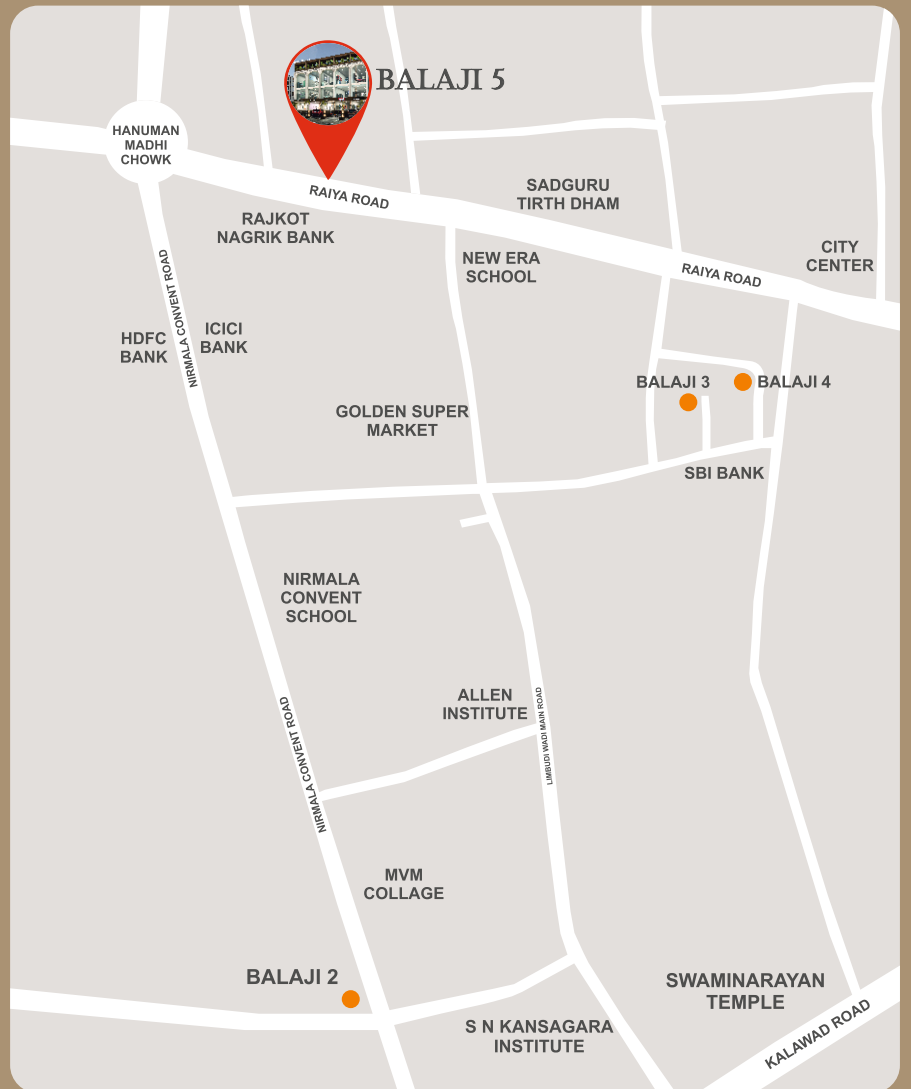 BALAJI 5
HANUMAN
MADHI
CHOWK
RAIYA ROAD
SADGURU
TIRTH DHAM
RAJKOT
NAGRIK BANK
NEW ERA
SCHOOL
CITY
CENTER
RAIYA ROAD
NIRMALA CONVENT ROAD
HDFC
BANK
ICICI
BANK
BALAJI 3
BALAJI 4
GOLDEN SUPER
MARKET
SBI BANK
NIRMALA
CONVENT
SCHOOL
ALLEN
INSTITUTE
LIMBUDI WADI MAIN ROAD
NIRMALA CONVENT ROAD
MVM
COLLAGE
BALAJI 2
SWAMINARAYAN
TEMPLE
S N KANSAGARA
INSTITUTE
KALAWAD ROAD